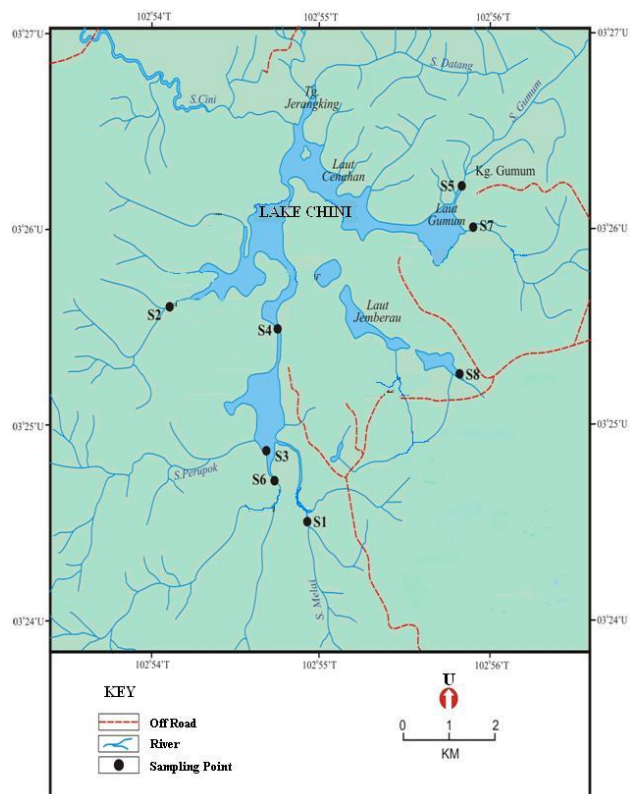 102°54'T 102°55'T 102°56'T
03°27' 03°27'
S. Datang
S. Cini
Tg.
Jerangking
S. Gumum
Laut
Cenahan
Kg. Gumum
S5
LAKE CHINI
Laut
Gumum
S7
03°26' 03°26'
S2
Laut
Jemberau
S4
S8
03°25' 03°25'
S3
S.Perupok
S6
S1
S. Melai
03°24' 03°24'
102°54'T 102°55'T 102°56'T
KEY
Off Road
River
Sampling Point
U
0 1 2
KM